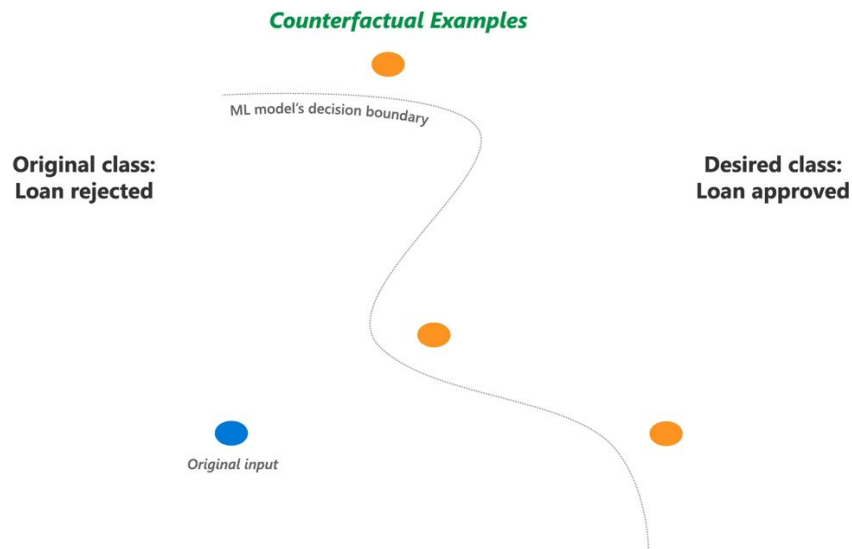 Counterfactual Examples
ML model's decision boundary
Original class:
Loan rejected
Desired class:
Loan approved
Original input